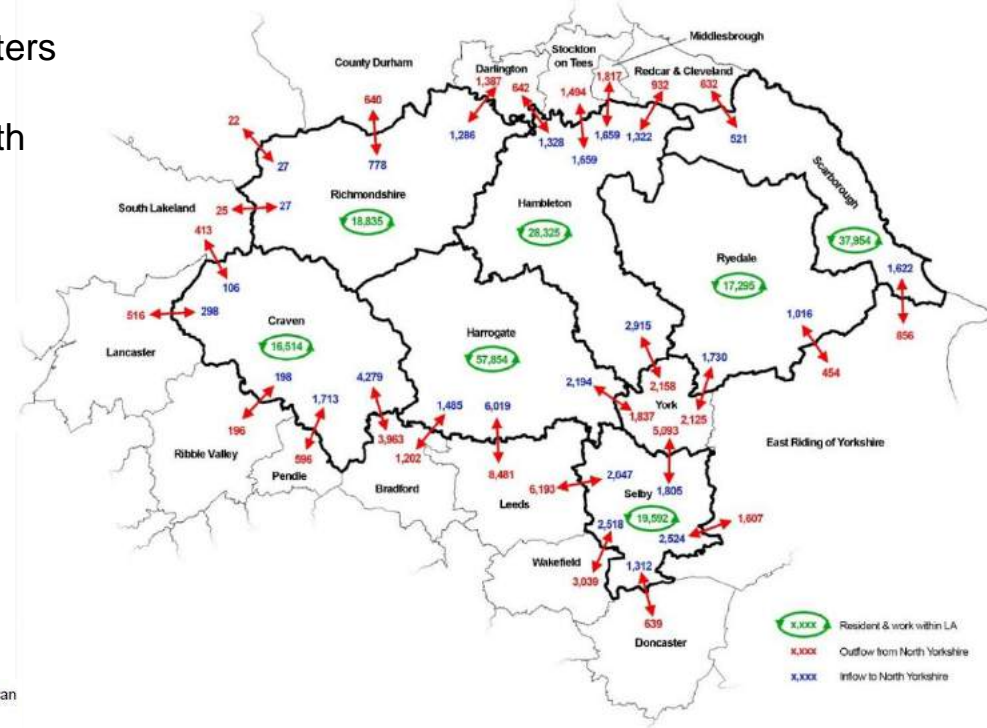 ters
th
Middlesbrough
Stockton
on Tees
County Durham
Darlington
Redcar & Cleveland
1,387
642
1,494
1,817
932
632
640
22
1,286
1,328
1,659
1,659
1,322
521
27
778
Richmondshire
18,835
South Lakeland
25
27
Hambleton
28,325
Scarborough
37,954
413
106
Ryedale
17,295
1,622
516
298
Craven
16,514
Harrogate
57,854
1,016
856
Lancaster
2,915
454
198
4,279
2,194
2,158
1,730
1,713
1,485
6,019
York
1,837
2,125
196
3,963
5,093
596
1,202
East Riding of Yorkshire
Ribble Valley
Pendle
Bradford
8,481
Leeds
6,193
2,047
Selby
1,805
19,592
1,607
2,518
2,524
Wakefield
3,039
1,312
639
Doncaster
x,xxx Resident & work within LA
x,xxx Outflow from North Yorkshire
x,xxx Inflow to North Yorkshire
ran